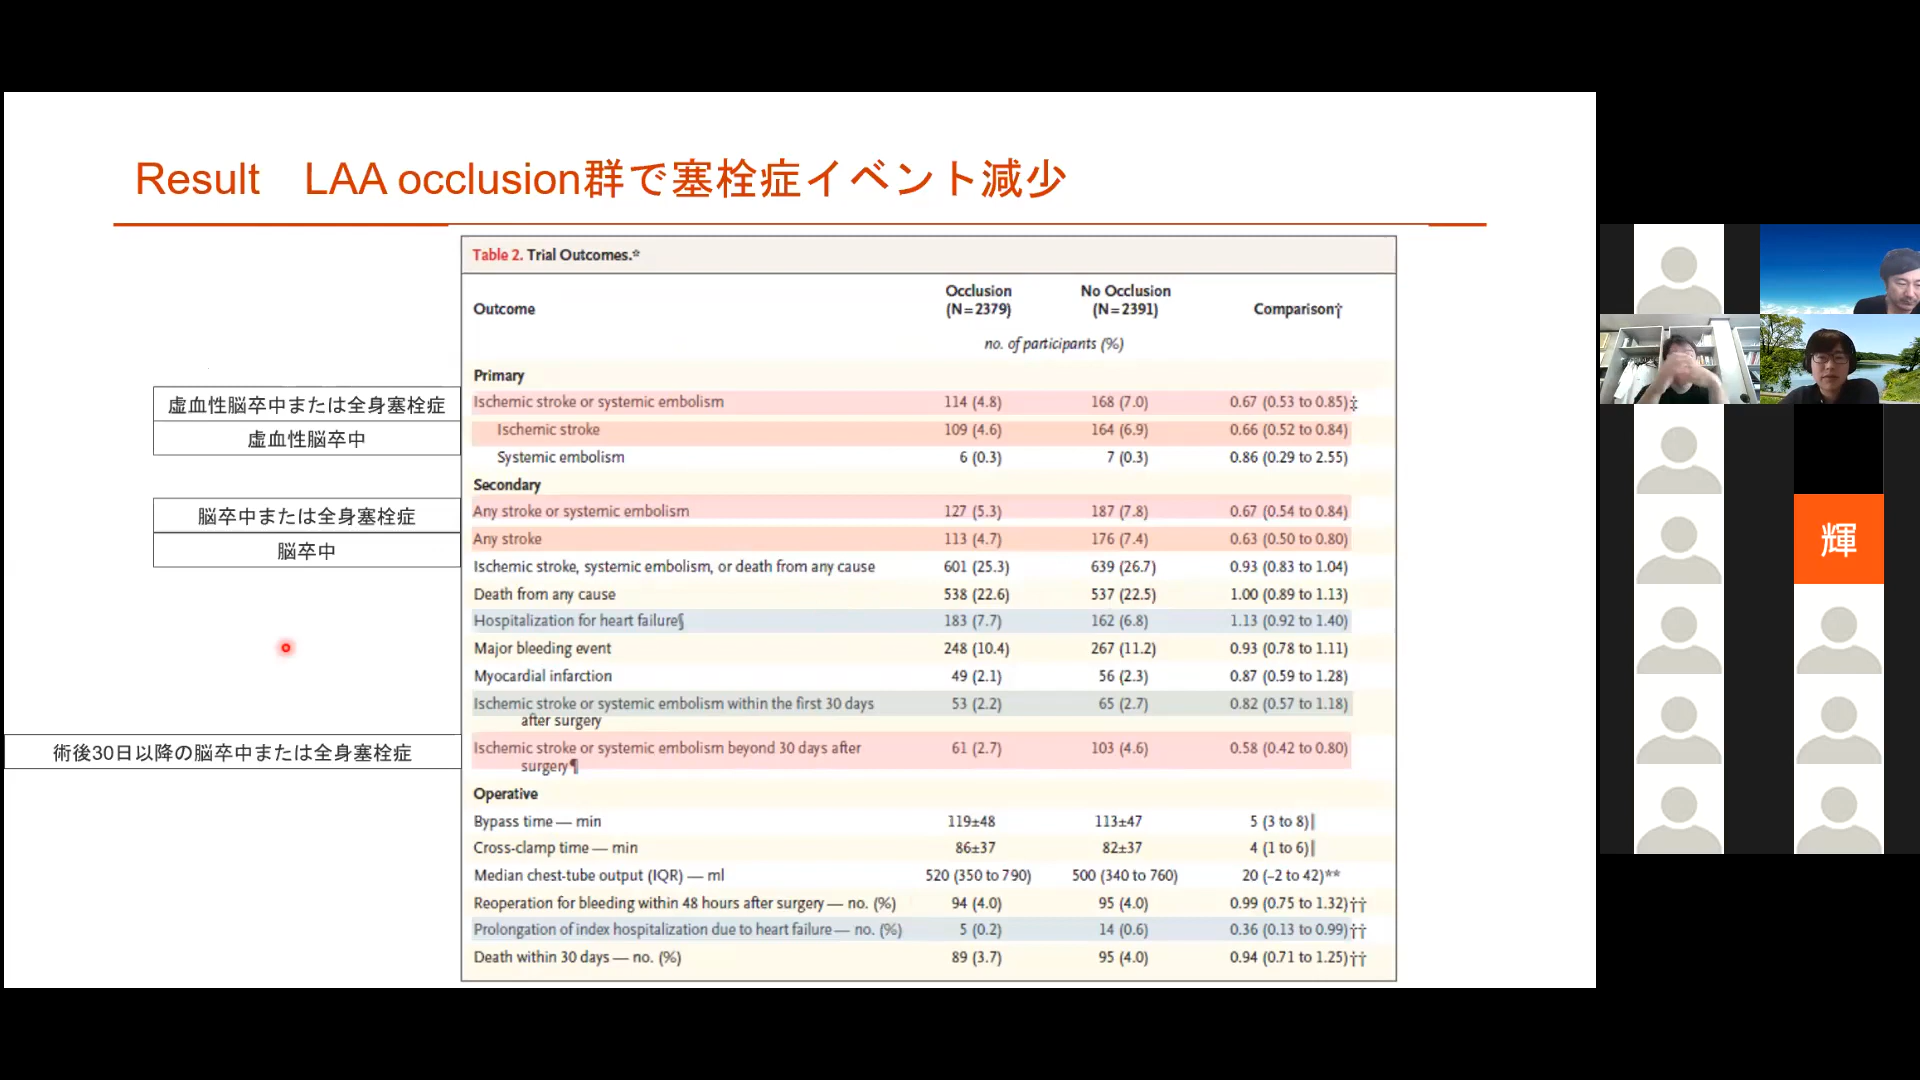 Result　LAA occlusion群で塞栓症イベント減少
Table 2. Trial Outcomes.*
Outcome Occlusion (N=2379) No Occlusion (N=2391) Comparison†
no. of participants (%)
Primary
虚血性脳卒中または全身塞栓症
Ischemic stroke or systemic embolism 114 (4.8) 168 (7.0) 0.67 (0.53 to 0.85)‡
虚血性脳卒中
Ischemic stroke 109 (4.6) 164 (6.9) 0.66 (0.52 to 0.84)
Systemic embolism 6 (0.3) 7 (0.3) 0.86 (0.29 to 2.55)
Secondary
脳卒中または全身塞栓症
Any stroke or systemic embolism 127 (5.3) 187 (7.8) 0.67 (0.54 to 0.84)
脳卒中
Any stroke 113 (4.7) 176 (7.4) 0.63 (0.50 to 0.80)
Ischemic stroke, systemic embolism, or death from any cause 601 (25.3) 639 (26.7) 0.93 (0.83 to 1.04)
Death from any cause 538 (22.6) 537 (22.5) 1.00 (0.89 to 1.13)
Hospitalization for heart failure§ 183 (7.7) 162 (6.8) 1.13 (0.92 to 1.40)
Major bleeding event 248 (10.4) 267 (11.2) 0.93 (0.78 to 1.11)
Myocardial infarction 49 (2.1) 56 (2.3) 0.87 (0.59 to 1.28)
Ischemic stroke or systemic embolism within the first 30 days 53 (2.2) 65 (2.7) 0.82 (0.57 to 1.18)
after surgery
術後30日以降の脳卒中または全身塞栓症
Ischemic stroke or systemic embolism beyond 30 days after 61 (2.7) 103 (4.6) 0.58 (0.42 to 0.80)
surgery¶
Operative
Bypass time — min 119±48 113±47 5 (3 to 8)‖
Cross-clamp time — min 86±37 82±37 4 (1 to 6)‖
Median chest-tube output (IQR) — ml 520 (350 to 790) 500 (340 to 760) 20 (–2 to 42)**
Reoperation for bleeding within 48 hours after surgery — no. (%) 94 (4.0) 95 (4.0) 0.99 (0.75 to 1.32)††
Prolongation of index hospitalization due to heart failure — no. (%) 5 (0.2) 14 (0.6) 0.36 (0.13 to 0.99)††
Death within 30 days — no. (%) 89 (3.7) 95 (4.0) 0.94 (0.71 to 1.25)††
輝